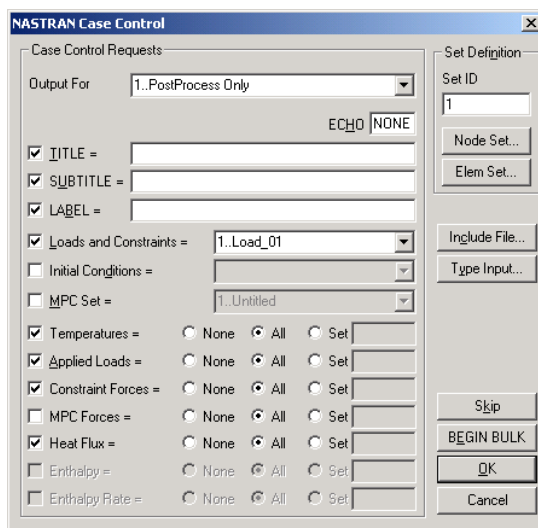 NASTRAN Case Control
Case Control Requests
Output For 1..PostProcess Only
ECHO NONE
TITLE =
SUBTITLE =
LABEL =
Loads and Constraints = 1..Load_01
Initial Conditions =
MPC Set = 1..Untitled
Temperatures = None All Set
Applied Loads = None All Set
Constraint Forces = None All Set
MPC Forces = None All Set
Heat Flux = None All Set
Enthalpy = None All Set
Enthalpy Rate = None All Set
Set Definition
Set ID
1
Node Set...
Elem Set...
Include File...
Type Input...
Skip
BEGIN BULK
OK
Cancel